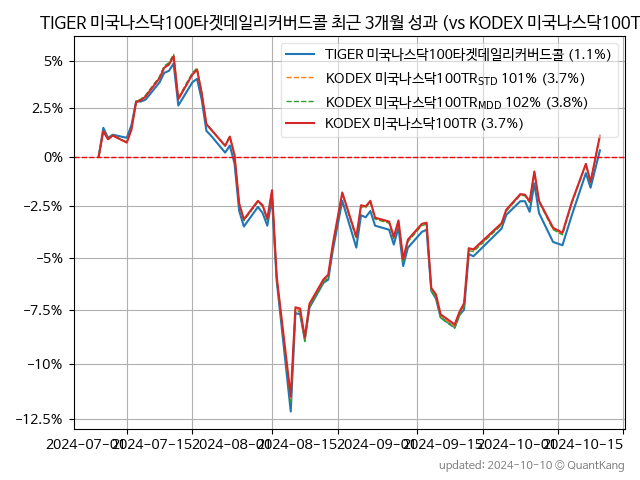 TIGER 미국나스닥100타겟데일리커버드콜 최근 3개월 성과 (vs KODEX 미국나스닥100T
TIGER 미국나스닥100타겟데일리커버드콜 (1.1%)
KODEX 미국나스닥100TRSTD 101% (3.7%)
KODEX 미국나스닥100TRMDD 102% (3.8%)
KODEX 미국나스닥100TR (3.7%)
5%
2.5%
0%
−2.5%
−5%
−7.5%
−10%
−12.5%
2024-07-01
2024-07-15
2024-08-01
2024-08-15
2024-09-01
2024-09-15
2024-10-01
2024-10-15
updated: 2024-10-10 © QuantKang